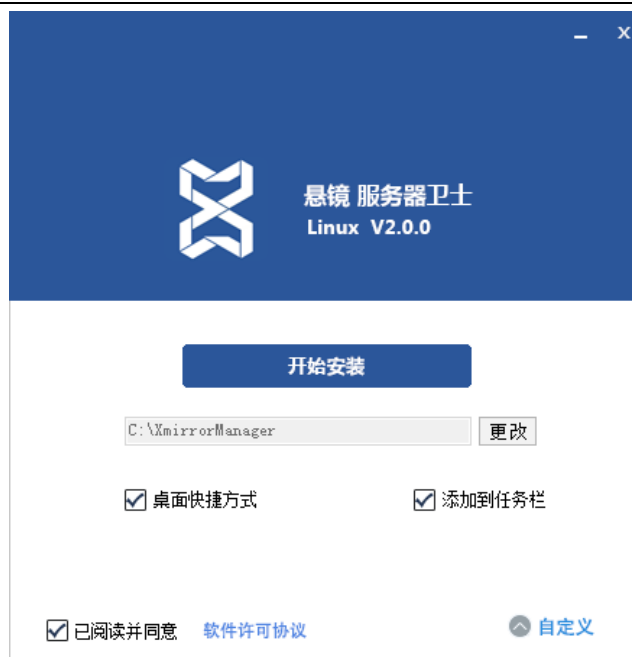 悬镜 服务器卫士
Linux V2.0.0
开始安装
C:\XmirrorManager 更改
桌面快捷方式 添加到任务栏
已阅读并同意 软件许可协议 自定义